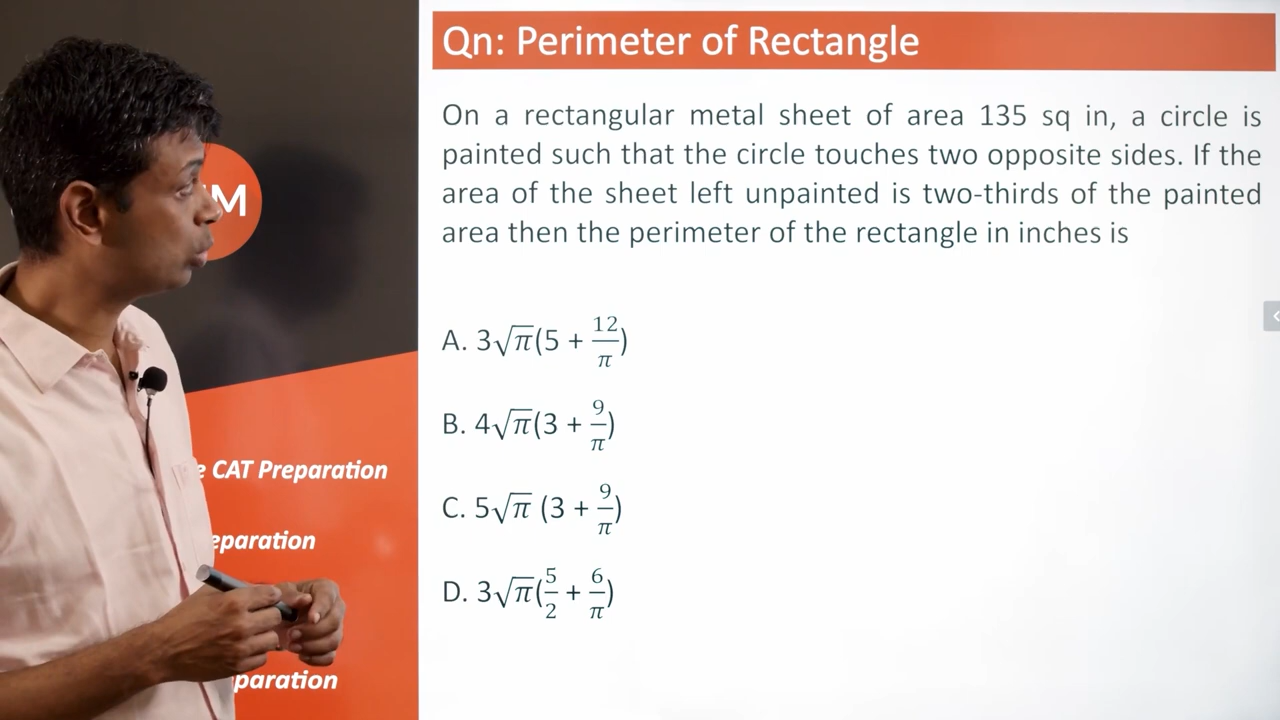 Qn: Perimeter of Rectangle
On a rectangular metal sheet of area 135 sq in, a circle is
painted such that the circle touches two opposite sides. If the
area of the sheet left unpainted is two-thirds of the painted
area then the perimeter of the rectangle in inches is
A. 3√π(5 + 12/π)
B. 4√π(3 + 9/π)
C. 5√π (3 + 9/π)
D. 3√π(5/2 + 6/π)
M
CAT Preparation